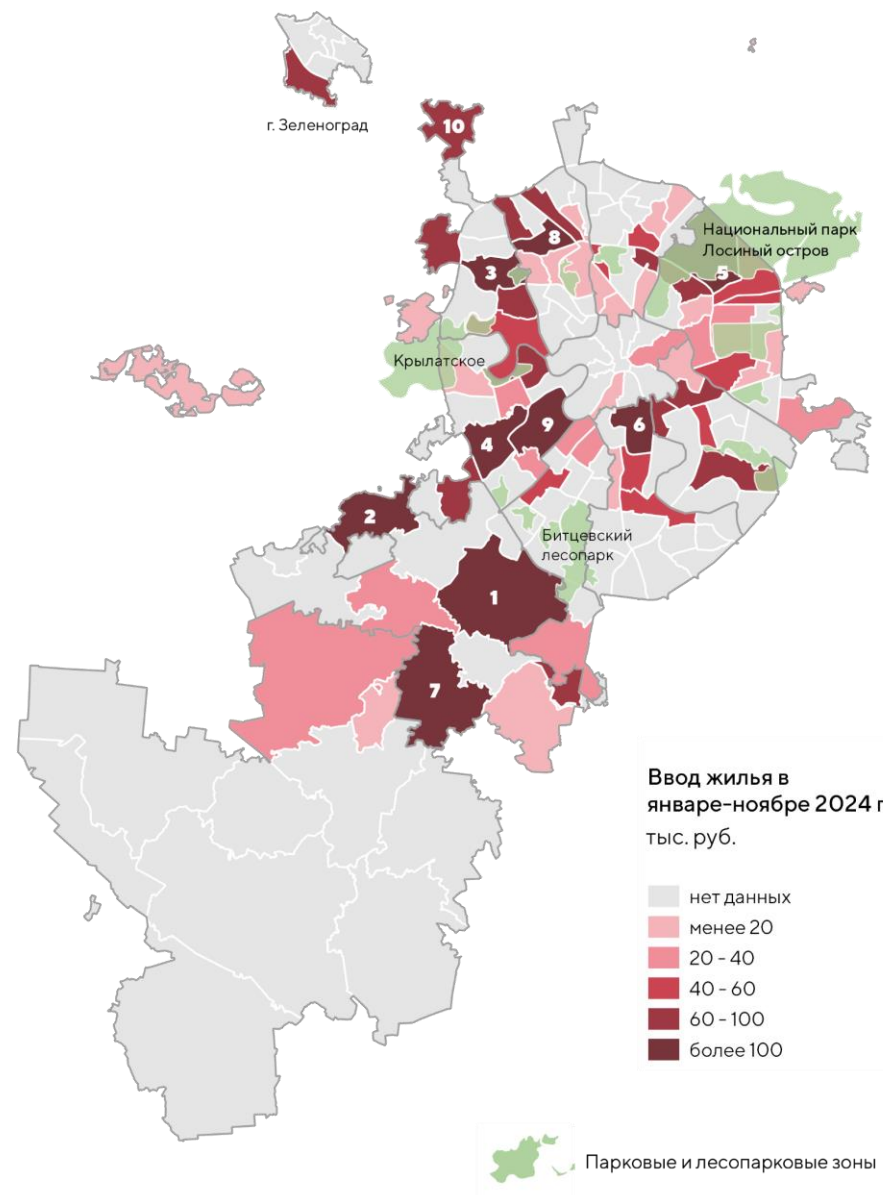 г. Зеленоград
10
8
Национальный парк
Лосиный остров
3
5
Крылатское
9
6
4
2
Битцевский
лесопарк
1
7
Ввод жилья в
январе-ноябре 2024 г
тыс. руб.
нет данных
менее 20
20 - 40
40 - 60
60 - 100
более 100
Парковые и лесопарковые зоны